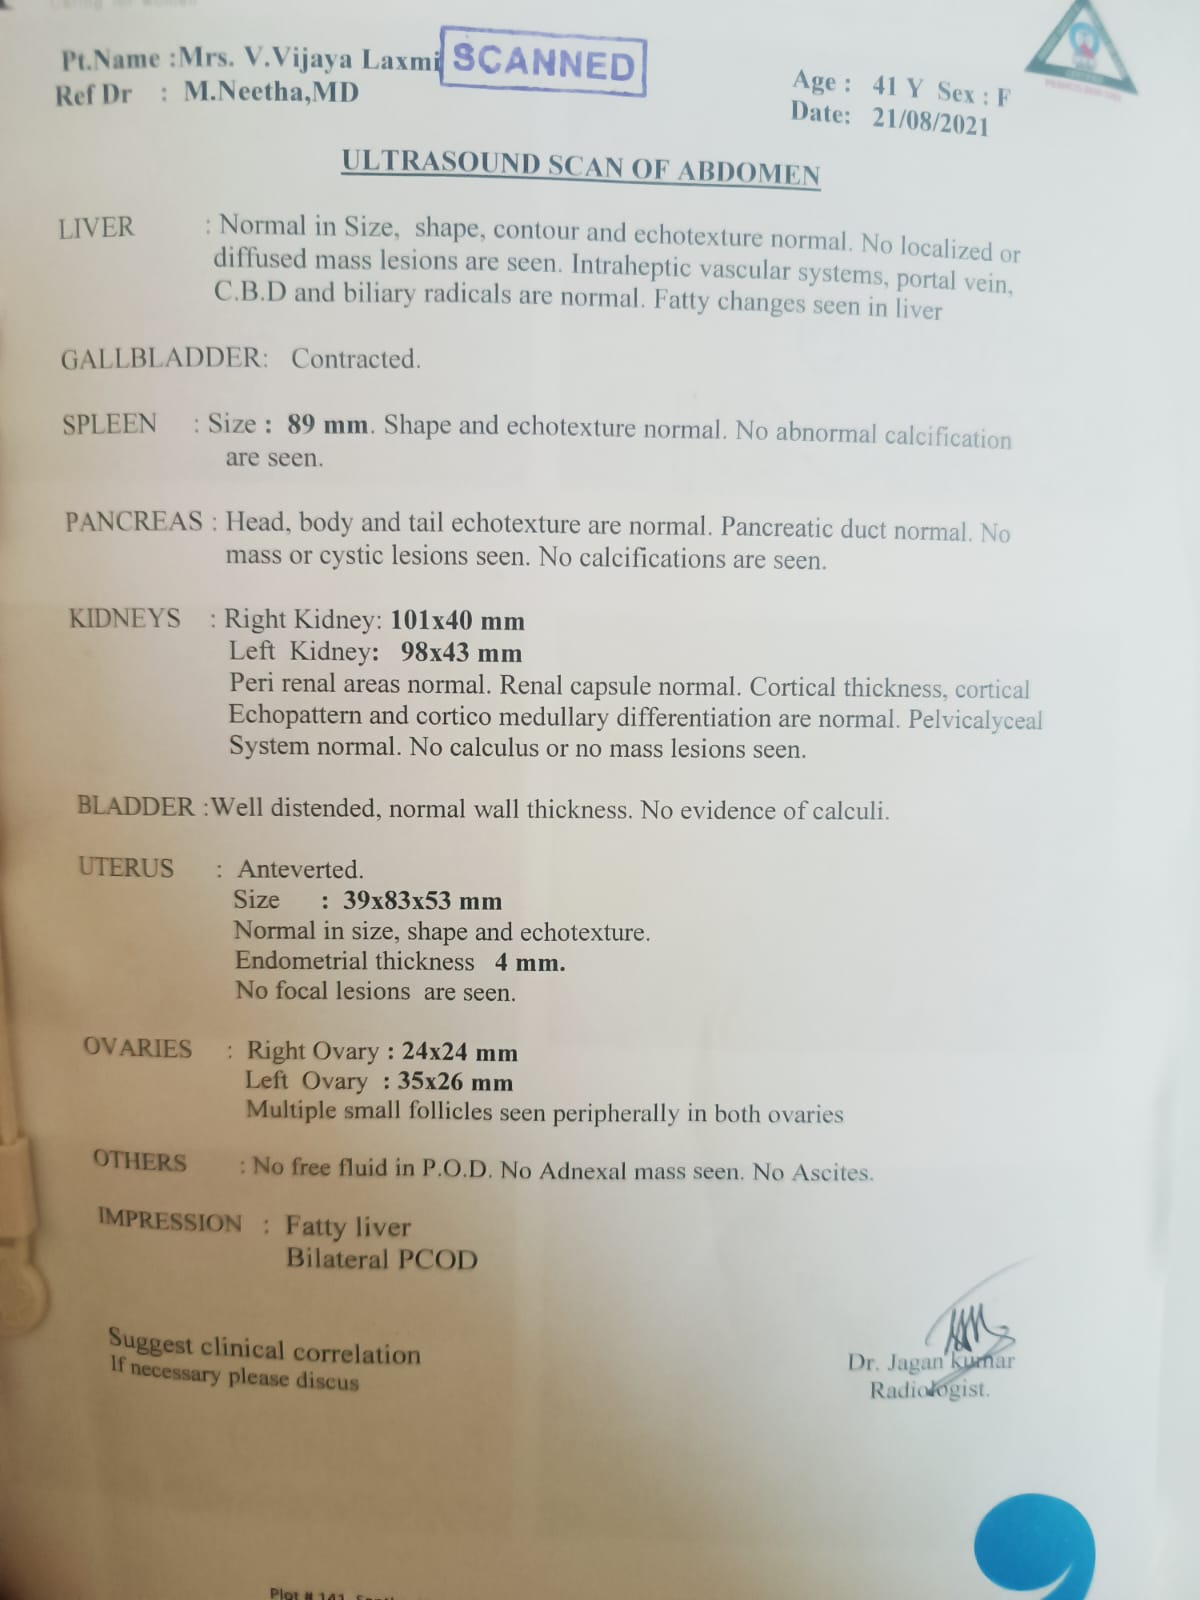 Caring for women
Pt.Name :Mrs. V.Vijaya Laxmi
SCANNED
Ref Dr : M.Neetha,MD
Age : 41 Y Sex : F
Date: 21/08/2021
ULTRASOUND SCAN OF ABDOMEN
LIVER : Normal in Size, shape, contour and echotexture normal. No localized or
diffused mass lesions are seen. Intraheptic vascular systems, portal vein,
C.B.D and biliary radicals are normal. Fatty changes seen in liver
GALLBLADDER: Contracted.
SPLEEN : Size : 89 mm. Shape and echotexture normal. No abnormal calcification
are seen.
PANCREAS : Head, body and tail echotexture are normal. Pancreatic duct normal. No
mass or cystic lesions seen. No calcifications are seen.
KIDNEYS : Right Kidney: 101x40 mm
Left Kidney: 98x43 mm
Peri renal areas normal. Renal capsule normal. Cortical thickness, cortical
Echopattern and cortico medullary differentiation are normal. Pelvicalyceal
System normal. No calculus or no mass lesions seen.
BLADDER :Well distended, normal wall thickness. No evidence of calculi.
UTERUS : Anteverted.
Size : 39x83x53 mm
Normal in size, shape and echotexture.
Endometrial thickness 4 mm.
No focal lesions are seen.
OVARIES : Right Ovary : 24x24 mm
Left Ovary : 35x26 mm
Multiple small follicles seen peripherally in both ovaries
OTHERS : No free fluid in P.O.D. No Adnexal mass seen. No Ascites.
IMPRESSION : Fatty liver
Bilateral PCOD
Suggest clinical correlation
If necessary please discus
Dr. Jagan kumar
Radiologist.
Plot # 141,